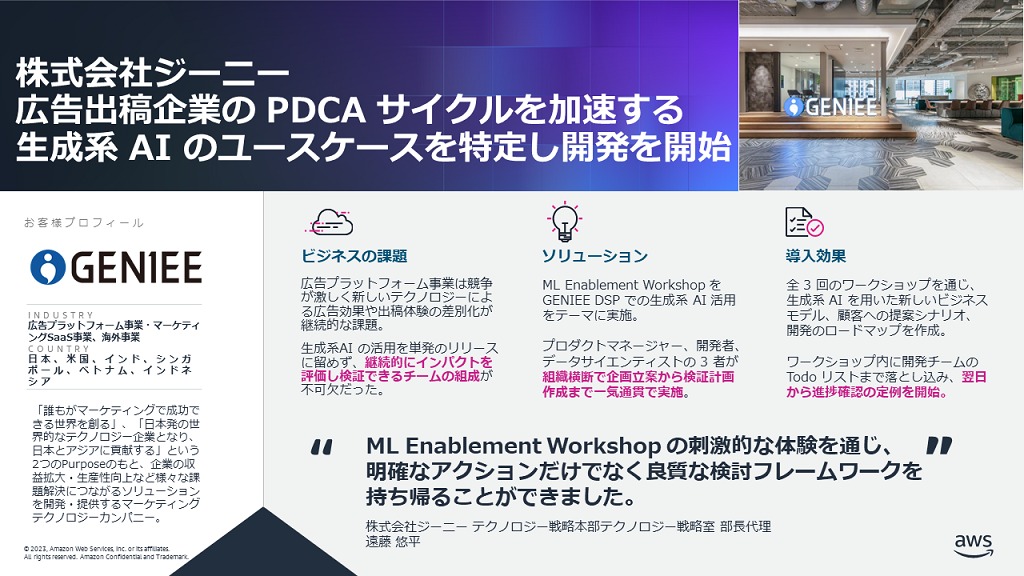 株式会社ジーニー
広告出稿企業の PDCA サイクルを加速する
生成系 AI のユースケースを特定し開発を開始
GENIEE
お客様プロフィール
GENIEE
INDUSTRY
広告プラットフォーム事業・マーケティ
ングSaaS事業、海外事業
COUNTRY
日本、米国、インド、シンガ
ポール、ベトナム、インドネ
シア
「誰もがマーケティングで成功で
きる世界を創る」、「日本発の世
界的なテクノロジー企業となり、
日本とアジアに貢献する」という
2つのPurposeのもと、企業の収
益拡大・生産性向上など様々な課
題解決につながるソリューション
を開発・提供するマーケティング
テクノロジーカンパニー。
© 2023, Amazon Web Services, Inc. or its affiliates.
All rights reserved. Amazon Confidential and Trademark.
ビジネスの課題
広告プラットフォーム事業は競争
が激しく新しいテクノロジーによ
る広告効果や出稿体験の差別化が
継続的な課題。
生成系AI の活用を単発のリリース
に留めず、継続的にインパクトを
評価し検証できるチームの組成が
不可欠だった。
ソリューション
ML Enablement Workshop を
GENIEE DSP での生成系 AI 活用
をテーマに実施。
プロダクトマネージャー、開発者、
データサイエンティストの 3 者が
組織横断で企画立案から検証計画
作成まで一気通貫で実施。
導入効果
全 3 回のワークショップを通じ、
生成系 AI を用いた新しいビジネス
モデル、顧客への提案シナリオ、
開発のロードマップを作成。
ワークショップ内に開発チームの
Todo リストまで落とし込み、翌日
から進捗確認の定例を開始。
“ML Enablement Workshop の刺激的な体験を通じ、”
明確なアクションだけでなく良質な検討フレームワークを
持ち帰ることができました。
株式会社ジーニー テクノロジー戦略本部テクノロジー戦略室 部長代理
遠藤 悠平
aws